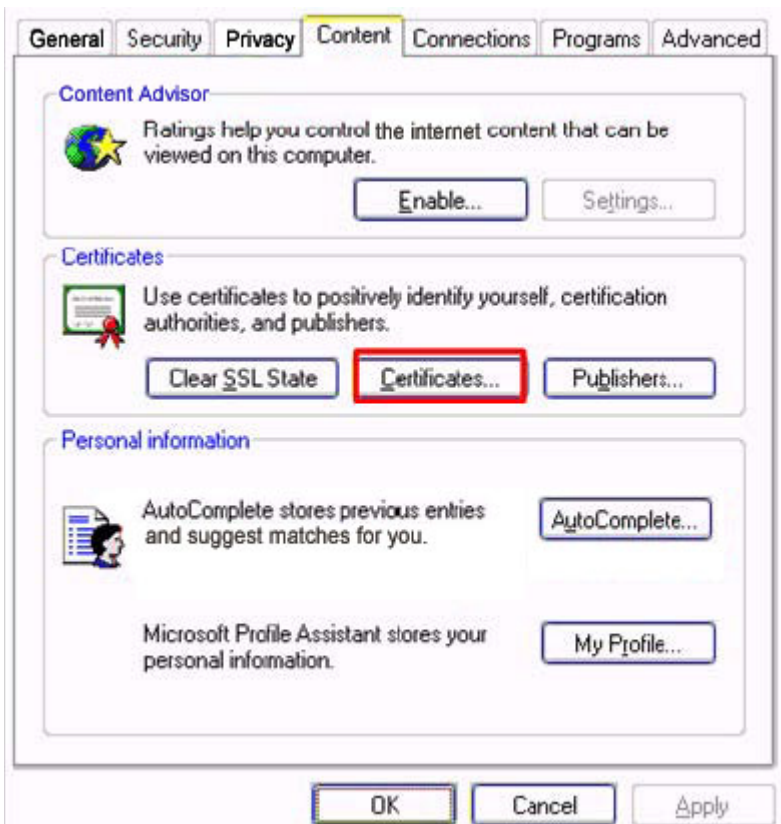 General Security Privacy Content Connections Programs Advanced
Content Advisor
Ratings help you control the internet content that can be
viewed on this computer.
Enable... Settings...
Certificates
Use certificates to positively identify yourself, certification
authorities, and publishers.
Clear SSL State Certificates... Publishers...
Personal information
AutoComplete stores previous entries
and suggest matches for you.
AutoComplete...
Microsoft Profile Assistant stores your
personal information.
My Profile...
OK Cancel Apply